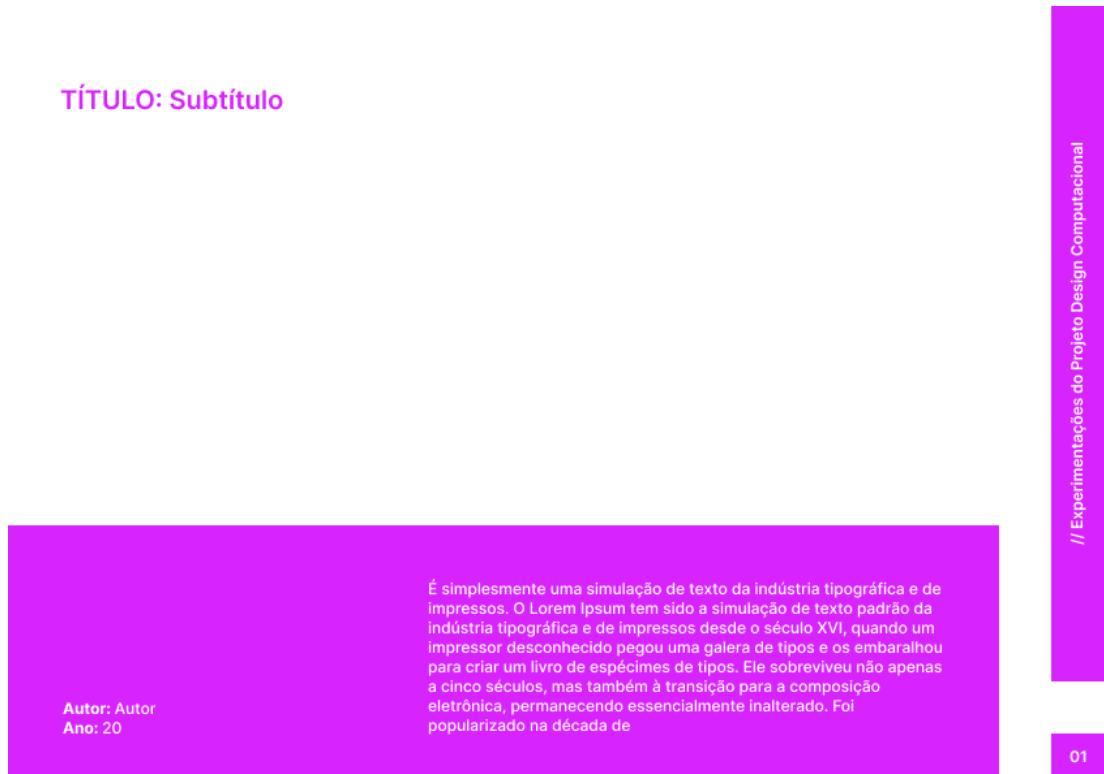 TÍTULO: Subtítulo
É simplesmente uma simulação de texto da indústria tipográfica e de
impressos. O Lorem Ipsum tem sido a simulação de texto padrão da
indústria tipográfica e de impressos desde o século XVI, quando um
impressor desconhecido pegou uma galera de tipos e os embaralhou
para criar um livro de espécimes de tipos. Ele sobreviveu não apenas
a cinco séculos, mas também à transição para a composição
eletrônica, permanecendo essencialmente inalterado. Foi
popularizado na década de
Autor: Autor
Ano: 20
// Experimentações do Projeto Design Computacional
01